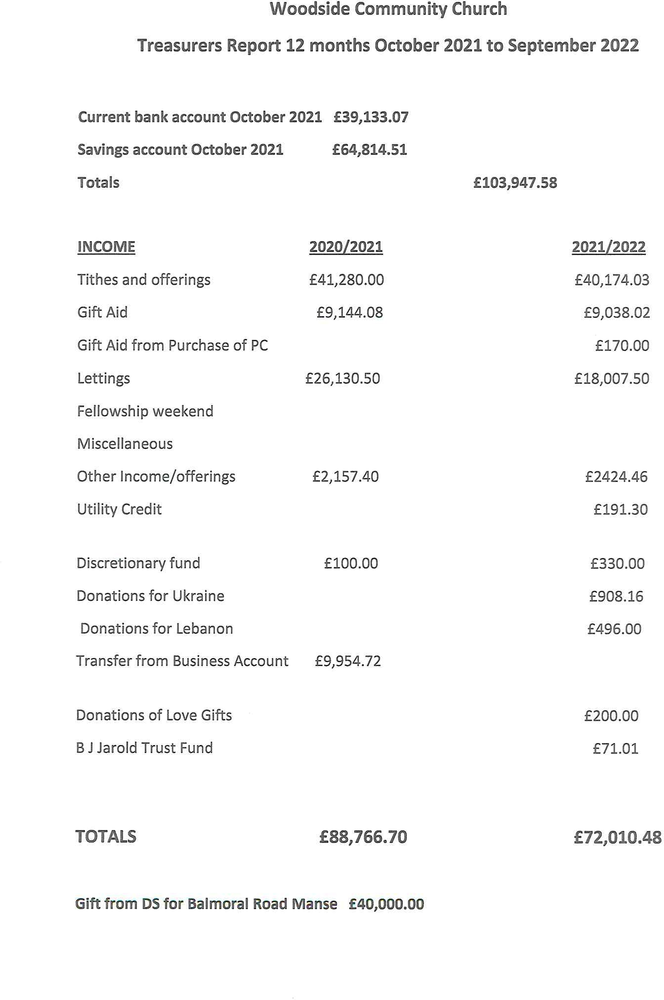 Woodside Community Church
Treasurers Report 12 months October 2021 to September 2022
Current bank account October 2021 £39,133.07
Savings account October 2021 £64,814.51
Totals £103,947.58
INCOME 2020/2021 2021/2022
Tithes and offerings £41,280.00 £40,174.03
Gift Aid £9,144.08 £9,038.02
Gift Aid from Purchase of PC £170.00
Lettings £26,130.50 £18,007.50
Fellowship weekend
Miscellaneous
Other Income/offerings £2,157.40 £2424.46
Utility Credit £191.30
Discretionary fund £100.00 £330.00
Donations for Ukraine £908.16
Donations for Lebanon £496.00
Transfer from Business Account £9,954.72
Donations of Love Gifts £200.00
B J Jarold Trust Fund £71.01
TOTALS £88,766.70 £72,010.48
Gift from DS for Balmoral Road Manse £40,000.00